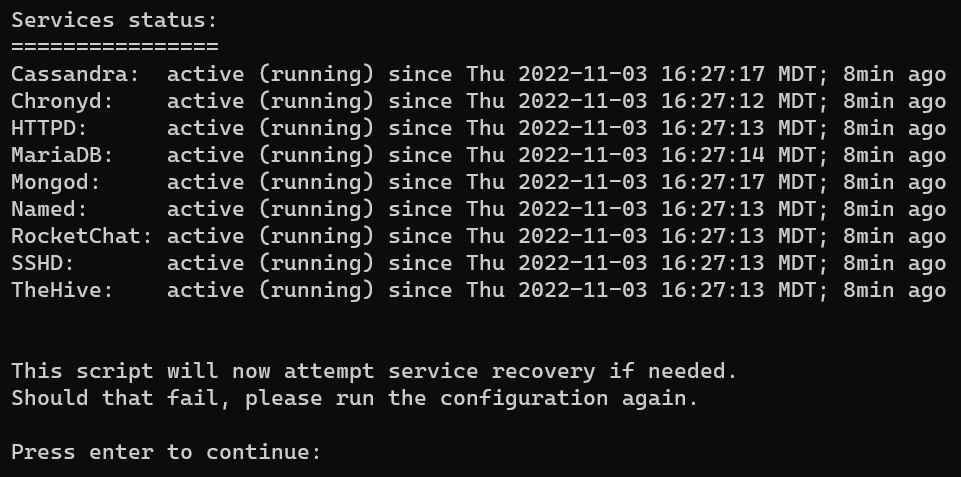 Services status:
================
Cassandra:  active (running) since Thu 2022-11-03 16:27:17 MDT; 8min ago
Chronyd:    active (running) since Thu 2022-11-03 16:27:12 MDT; 8min ago
HTTPD:      active (running) since Thu 2022-11-03 16:27:13 MDT; 8min ago
MariaDB:    active (running) since Thu 2022-11-03 16:27:14 MDT; 8min ago
Mongod:     active (running) since Thu 2022-11-03 16:27:17 MDT; 8min ago
Named:      active (running) since Thu 2022-11-03 16:27:13 MDT; 8min ago
RocketChat: active (running) since Thu 2022-11-03 16:27:13 MDT; 8min ago
SSHD:       active (running) since Thu 2022-11-03 16:27:13 MDT; 8min ago
TheHive:    active (running) since Thu 2022-11-03 16:27:13 MDT; 8min ago
This script will now attempt service recovery if needed.
Should that fail, please run the configuration again.
Press enter to continue: